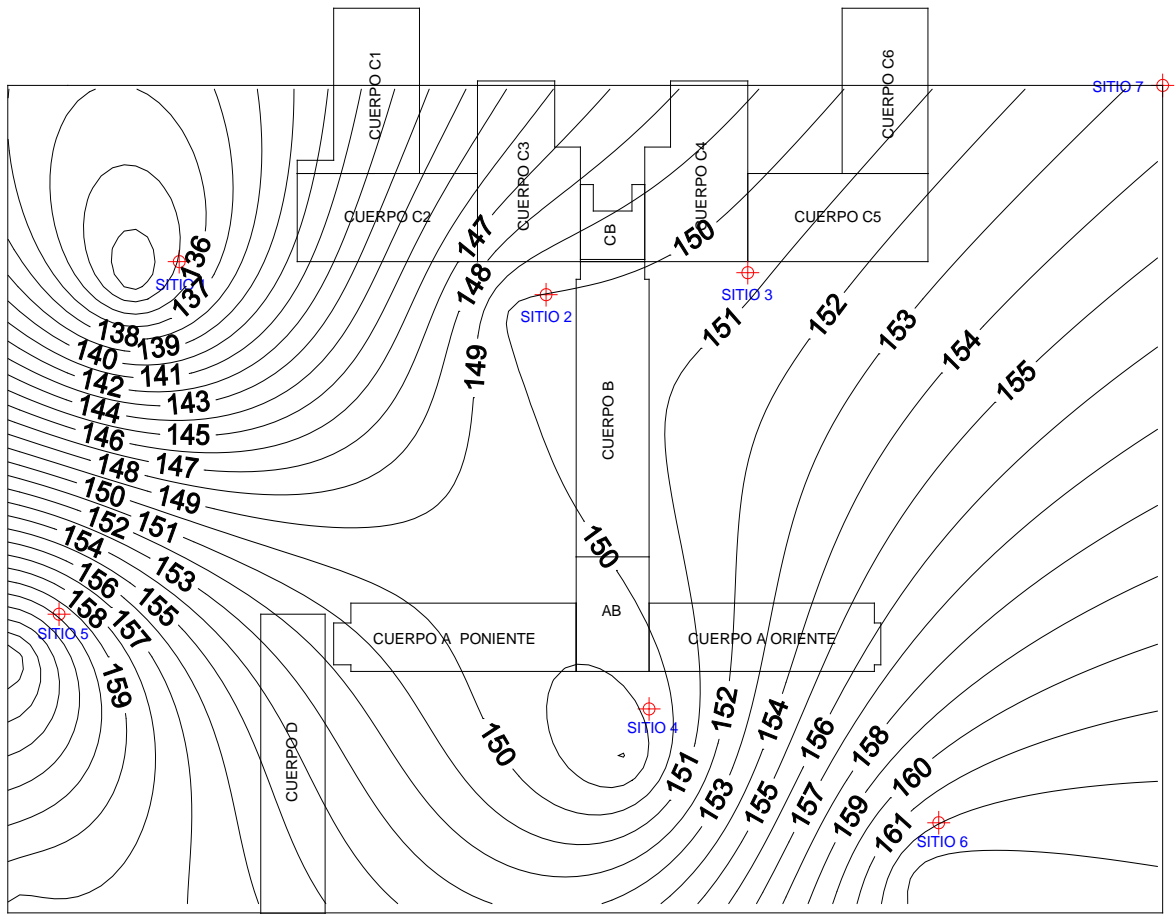 CUERPO C1
CUERPO C6
SITIO 7
CUERPO C3
CUERPO C4
CUERPO C2
CUERPO C5
CB
147
150
136
SITIO 1
137
148
SITIO 3
SITIO 2
151
152
153
154
155
138
139
140
141
149
142
143
144
145
146
147
148
149
150
151
152
153
154
155
156
157
158
159
CUERPO B
150
AB
SITIO 5
CUERPO A PONIENTE
CUERPO A ORIENTE
SITIO 4
CUERPO D
150
151
152
153
154
155
156
157
158
159
160
161
SITIO 6